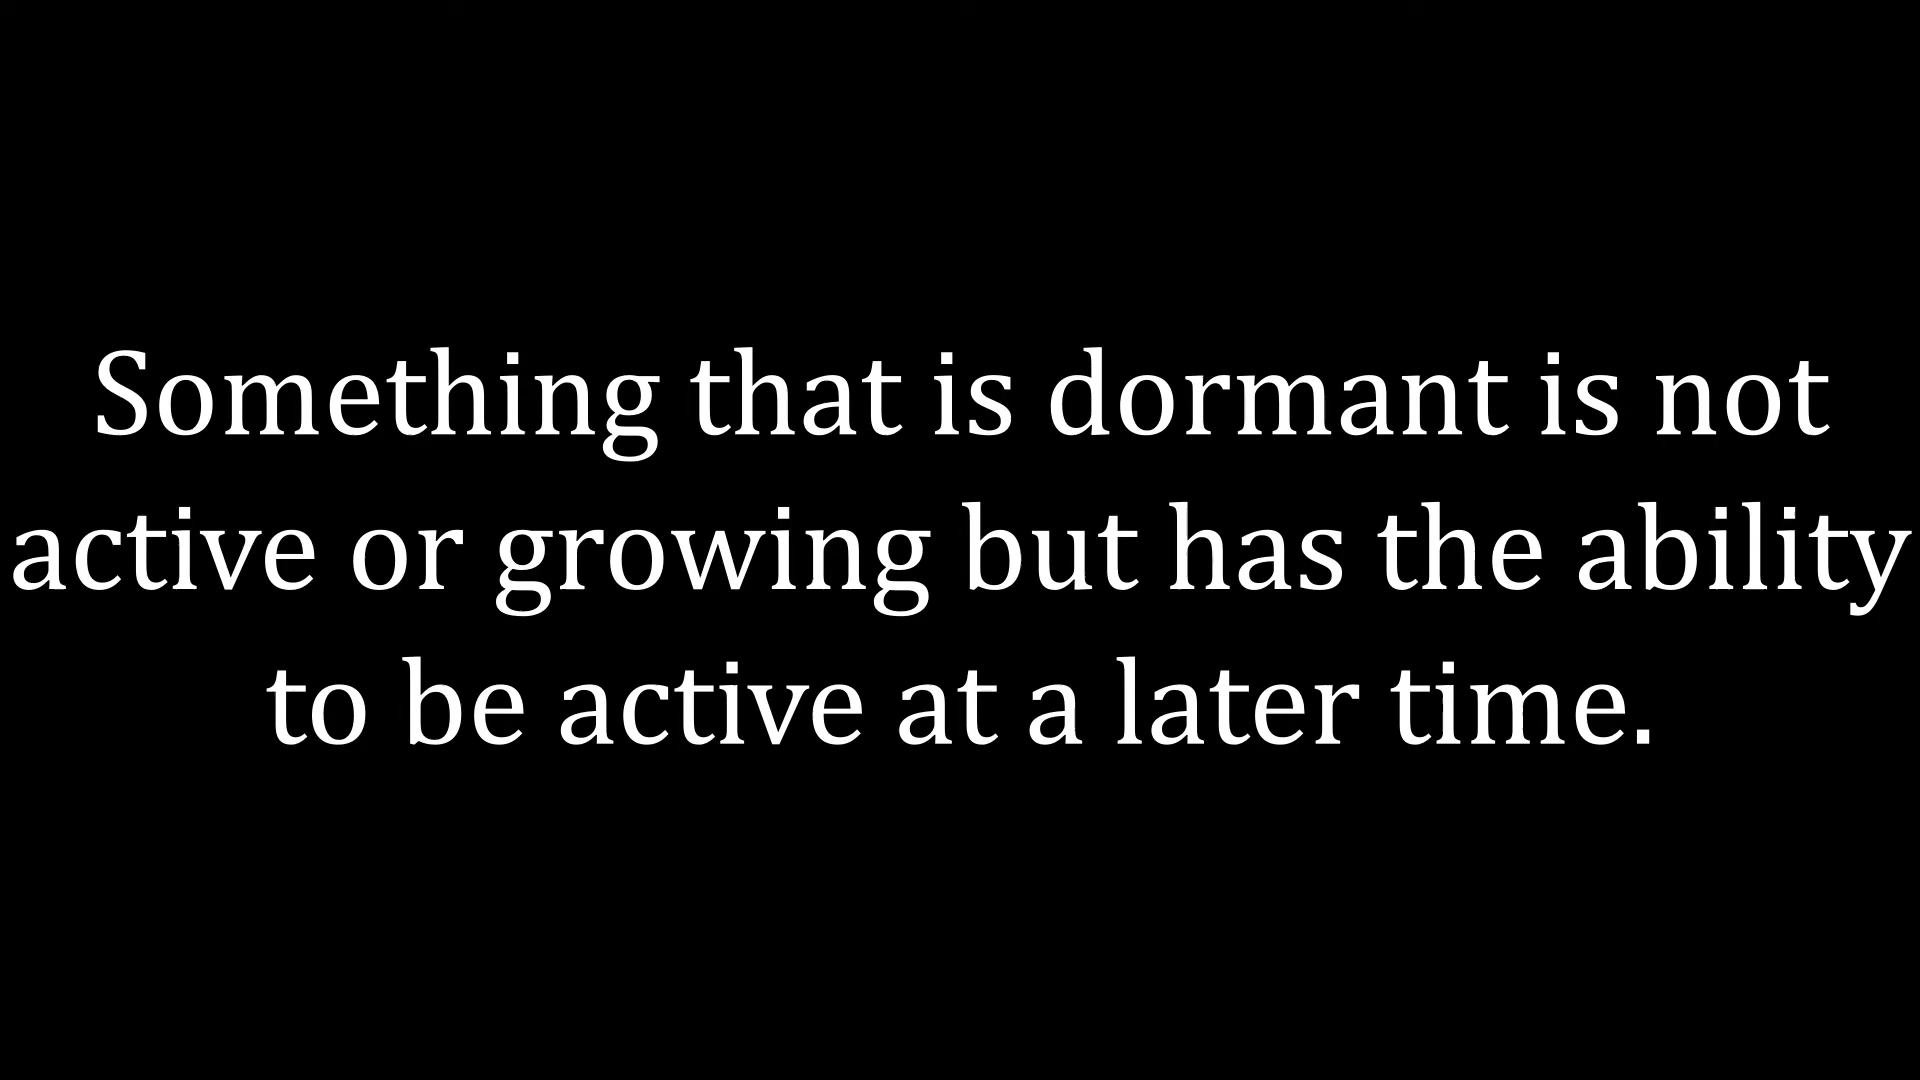 Something that is dormant is not
active or growing but has the ability
to be active at a later time.